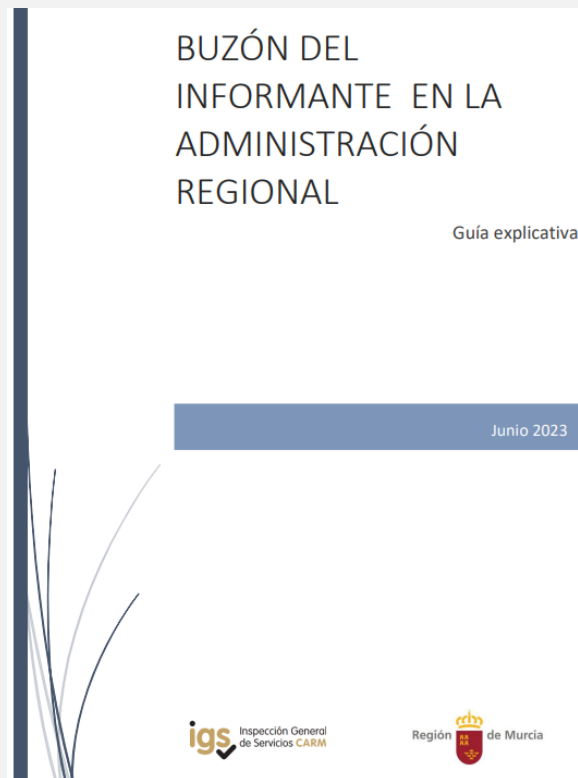 BUZÓN DEL
INFORMANTE EN LA
ADMINISTRACIÓN
REGIONAL
Guía explicativa
Junio 2023
igs Inspección General
de Servicios CARM
Región de Murcia